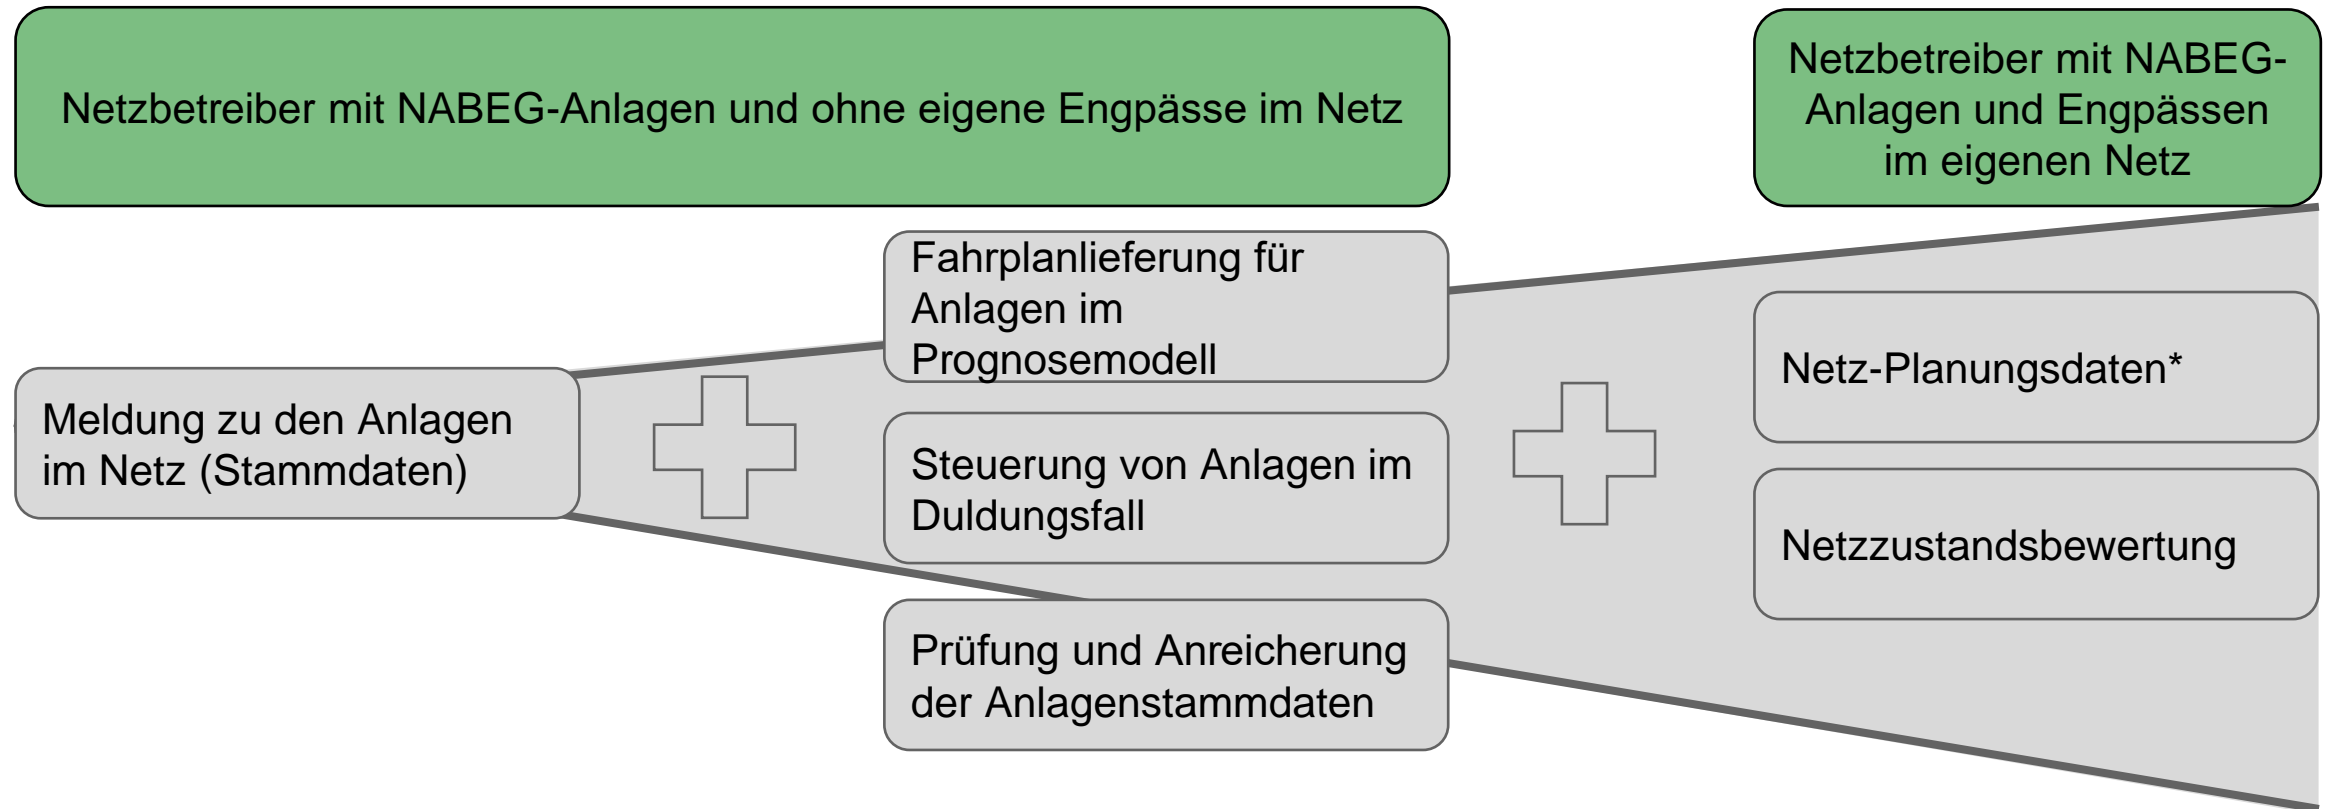 Netzbetreiber mit NABEG-Anlagen und ohne eigene Engpässe im Netz
Netzbetreiber mit NABEG-
Anlagen und Engpässen
im eigenen Netz
Meldung zu den Anlagen
im Netz (Stammdaten)
Fahrplanlieferung für
Anlagen im
Prognosemodell
Steuerung von Anlagen im
Duldungsfall
Prüfung und Anreicherung
der Anlagenstammdaten
Netz-Planungsdaten*
Netzzustandsbewertung